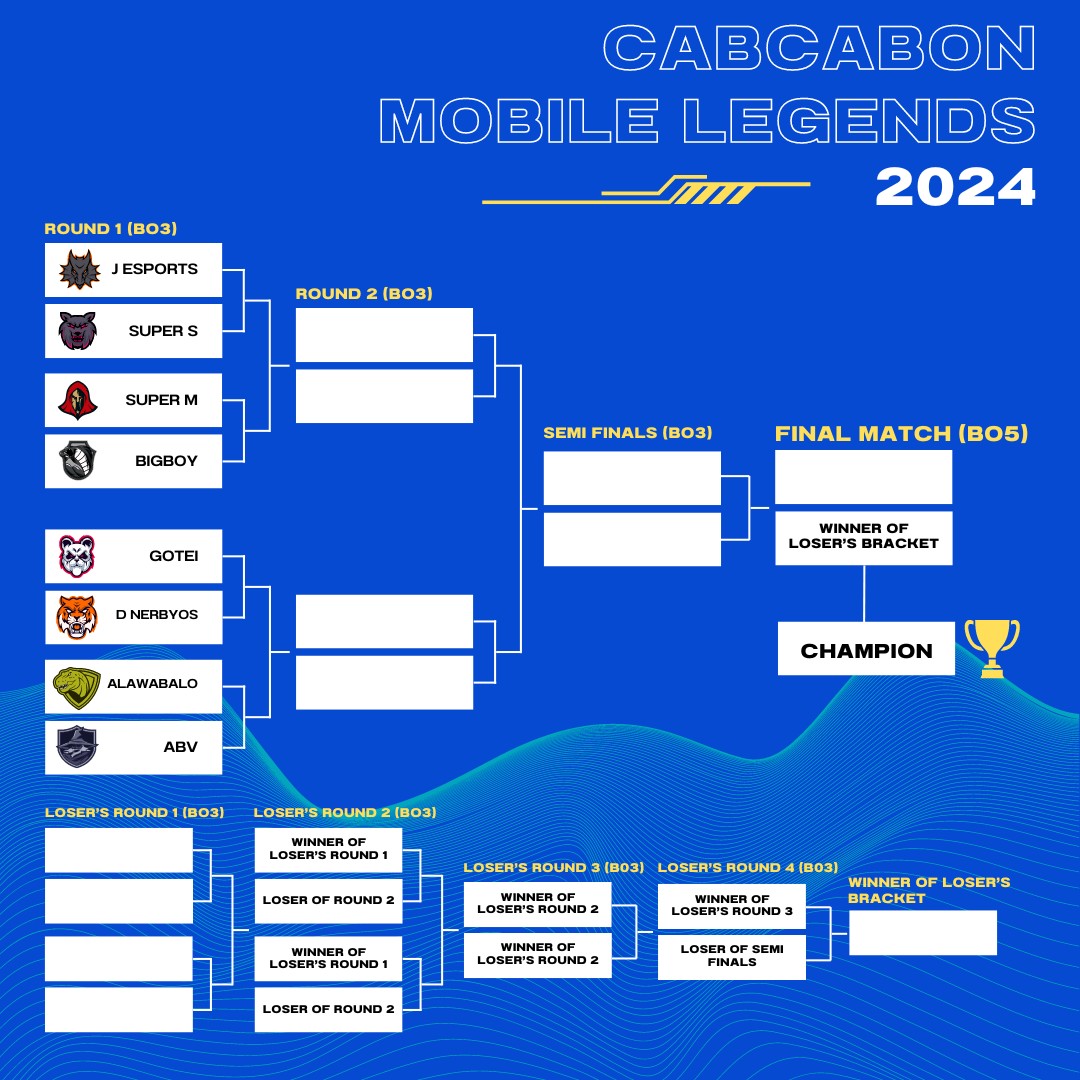 CABCABON
MOBILE LEGENDS
2024
ROUND 1 (BO3)
J ESPORTS
SUPER S
SUPER M
BIGBOY
GOTEI
D NERBYOS
ALAWABALO
ABV
ROUND 2 (BO3)
SEMI FINALS (BO3)
FINAL MATCH (BO5)
WINNER OF
LOSER'S BRACKET
CHAMPION
LOSER'S ROUND 1 (BO3)
LOSER'S ROUND 2 (BO3)
WINNER OF
LOSER'S ROUND 1
LOSER OF ROUND 2
WINNER OF
LOSER'S ROUND 1
LOSER OF ROUND 2
LOSER'S ROUND 3 (B03)
WINNER OF
LOSER'S ROUND 2
WINNER OF
LOSER'S ROUND 2
LOSER'S ROUND 4 (B03)
WINNER OF
LOSER'S ROUND 3
LOSER OF SEMI
FINALS
WINNER OF LOSER'S
BRACKET